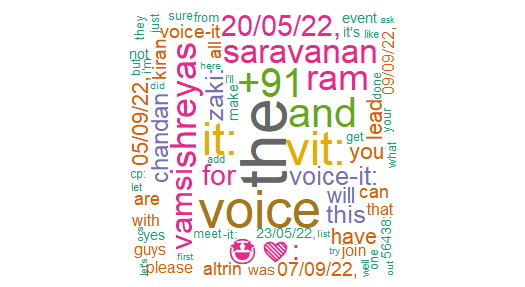 they
just
sure
from
20/05/22,
event
ask
voice-it
it's
like
not
all
saravanan
done
but
i'm
kiran
zaki:
here
+91
ram
i'll
09/09/22,
05/09/22,
did
chandan
vamsishreyas
make
the
and
lead
your
it:
vit:
get
you
what
cp:
add
for
voice-it:
let
will
can
are
voice
this
that
with
56438:
yes
meet
-it:
23/05/22,
list
have
guys
🤩💜:
try
join
one
well
let's
first
please
altrin
was
07/09/22,
out